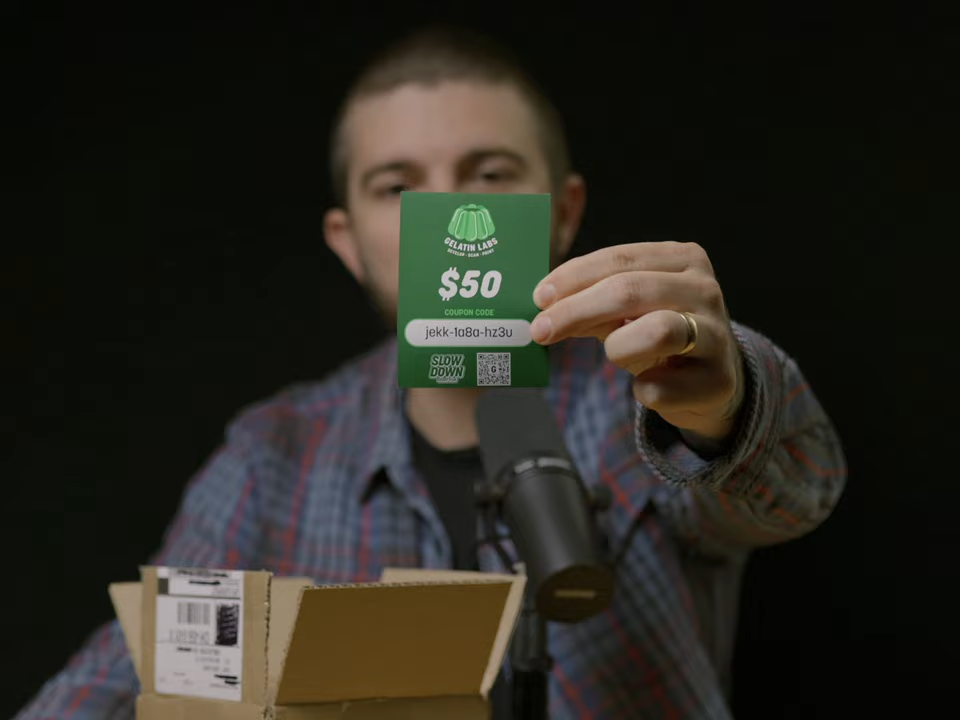 GELATIN LABS
DEVELOP · SCAN · PRINT
$50
COUPON CODE
jekk-1a8a-hz3u
SLOW
DOWN
G